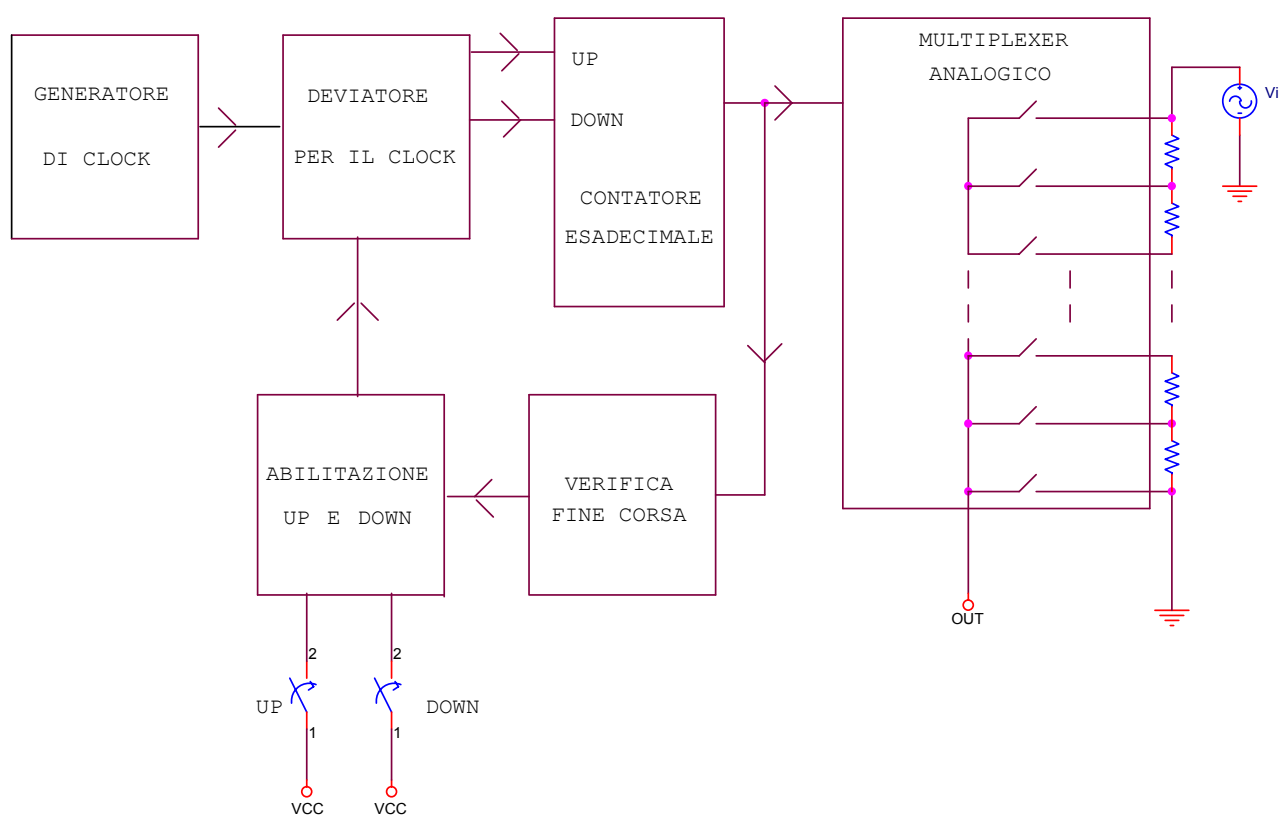 GENERATORE
DI CLOCK
DEVIATORE
PER IL CLOCK
UP
DOWN
CONTATORE
ESADECIMALE
MULTIPLEXER
ANALOGICO
Vi
ABILITAZIONE
UP E DOWN
VERIFICA
FINE CORSA
OUT
2
2
UP
DOWN
1
1
VCC
VCC